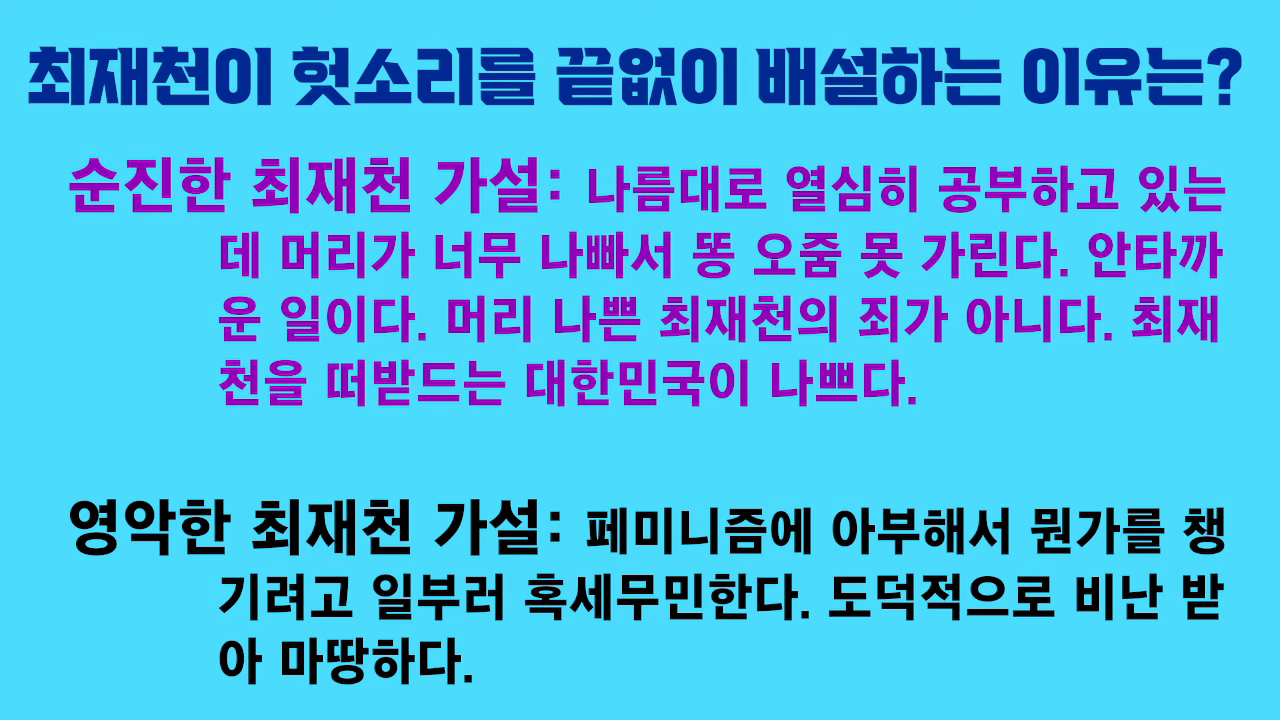 최재천이 헛소리를 끝없이 배설하는 이유는?
순진한 최재천 가설: 나름대로 열심히 공부하고 있는
데 머리가 너무 나빠서 똥 오줌 못 가린다. 안타까
운 일이다. 머리 나쁜 최재천의 죄가 아니다. 최재
천을 떠받드는 대한민국이 나쁘다.
영악한 최재천 가설: 페미니즘에 아부해서 뭔가를 챙
기려고 일부러 혹세무민한다. 도덕적으로 비난 받
아 마땅하다.